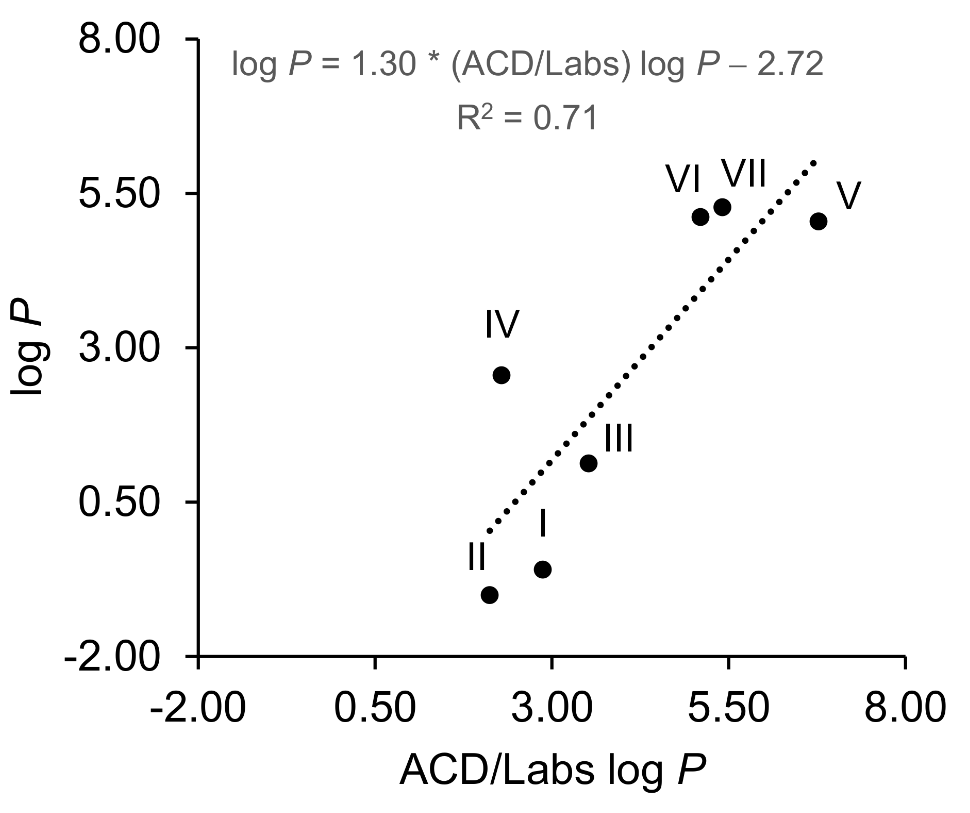 8.00
log P = 1.30 * (ACD/Labs) log P – 2.72
R² = 0.71
VI
VII
V
5.50
IV
log P
3.00
III
0.50
I
II
-2.00
-2.00 0.50 3.00 5.50 8.00
ACD/Labs log P